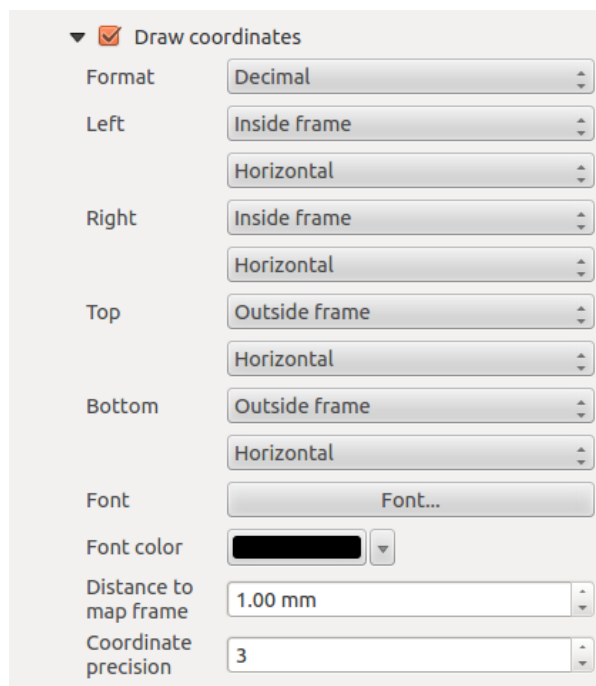 Draw coordinates
Format Decimal
Left Inside frame
Horizontal
Right Inside frame
Horizontal
Top Outside frame
Horizontal
Bottom Outside frame
Horizontal
Font Font...
Font color
Distance to
map frame 1.00 mm
Coordinate
precision 3